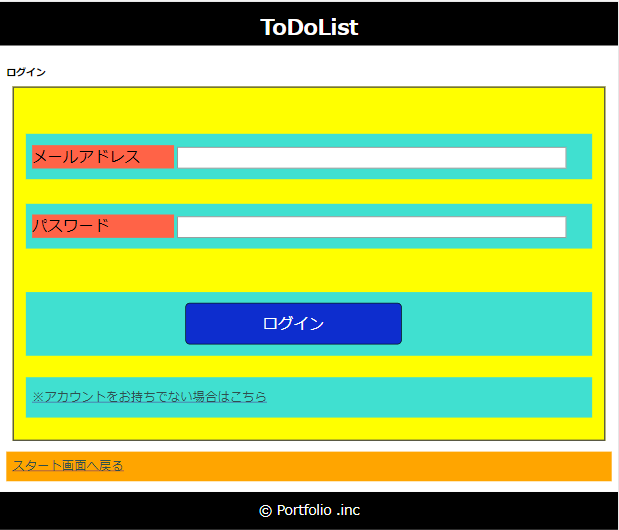 ToDoList
ログイン
メールアドレス
パスワード
ログイン
※アカウントをお持ちでない場合はこちら
スタート画面へ戻る
© Portfolio .inc